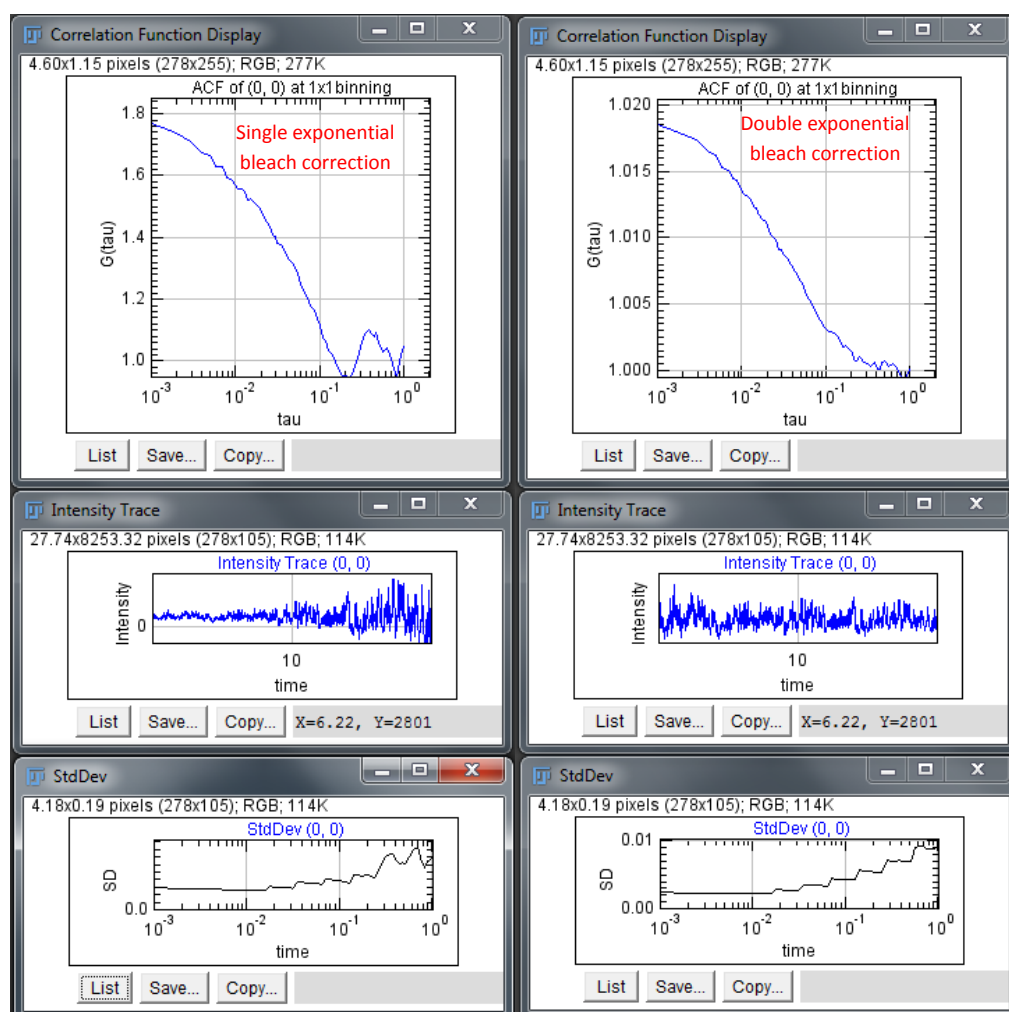 Correlation Function Display
4.60x1.15 pixels (278x255); RGB; 277K
ACF of (0, 0) at 1x1binning
Single exponential
bleach correction
1.8
1.6
1.4
1.2
1.0
G(tau)
10-3
10-2
10-1
100
tau
List
Save...
Copy...
Correlation Function Display
4.60x1.15 pixels (278x255); RGB; 277K
ACF of (0, 0) at 1x1binning
Double exponential
bleach correction
1.020
1.015
1.010
1.005
1.000
G(tau)
10-3
10-2
10-1
100
tau
List
Save...
Copy...
Intensity Trace
27.74x8253.32 pixels (278x105); RGB; 114K
Intensity Trace (0, 0)
Intensity
0
10
time
List
Save...
Copy...
X=6.22, Y=2801
Intensity Trace
27.74x8253.32 pixels (278x105); RGB; 114K
Intensity Trace (0, 0)
Intensity
10
time
List
Save...
Copy...
X=6.22, Y=2801
StdDev
4.18x0.19 pixels (278x105); RGB; 114K
StdDev (0, 0)
SD
0.0
10-3
10-2
10-1
100
time
List
Save...
Copy...
StdDev
4.18x0.19 pixels (278x105); RGB; 114K
StdDev (0, 0)
0.01
SD
0.00
10-3
10-2
10-1
100
time
List
Save...
Copy...